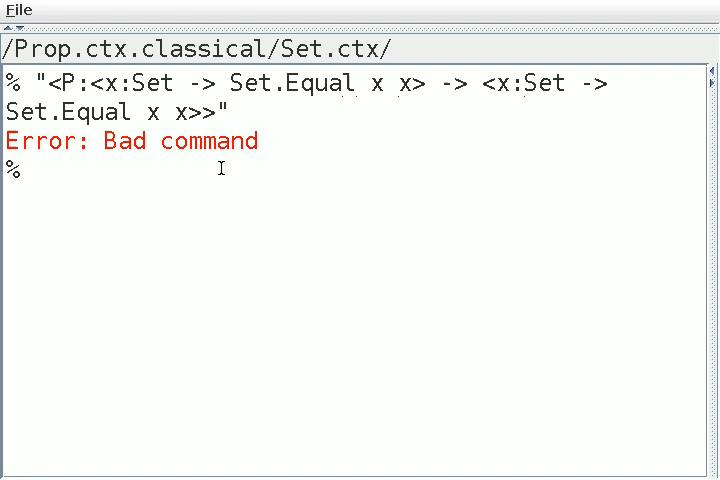 File
/Prop.ctx.classical/Set.ctx/
% "<P:<x:Set -> Set.Equal x x> -> <x:Set ->
Set.Equal x x>>"
Error: Bad command
%